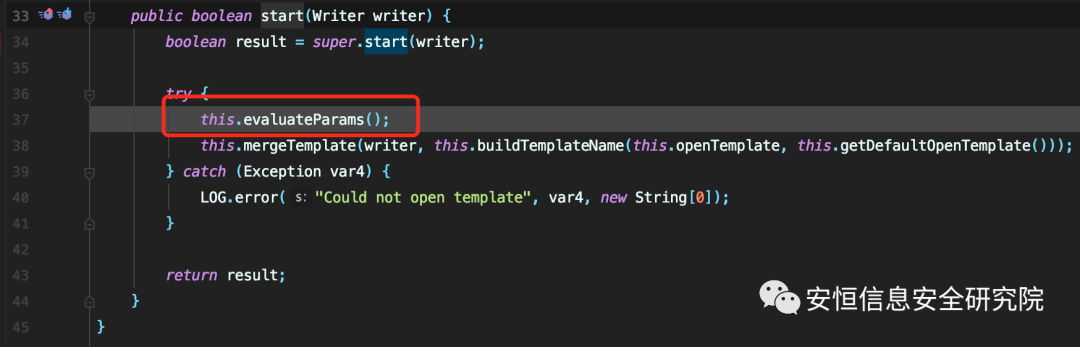 33 public boolean start(Writer writer) {
34 boolean result = super.start(writer);
35
36 try {
37 this.evaluateParams();
38 this.mergeTemplate(writer, this.buildTemplateName(this.openTemplate, this.getDefaultOpenTemplate()));
39 } catch (Exception var4) {
40 LOG.error( s: "Could not open template", var4, new String[0]);
41 }
42
43 return result;
44 }
45 }
安恒信息安全研究院